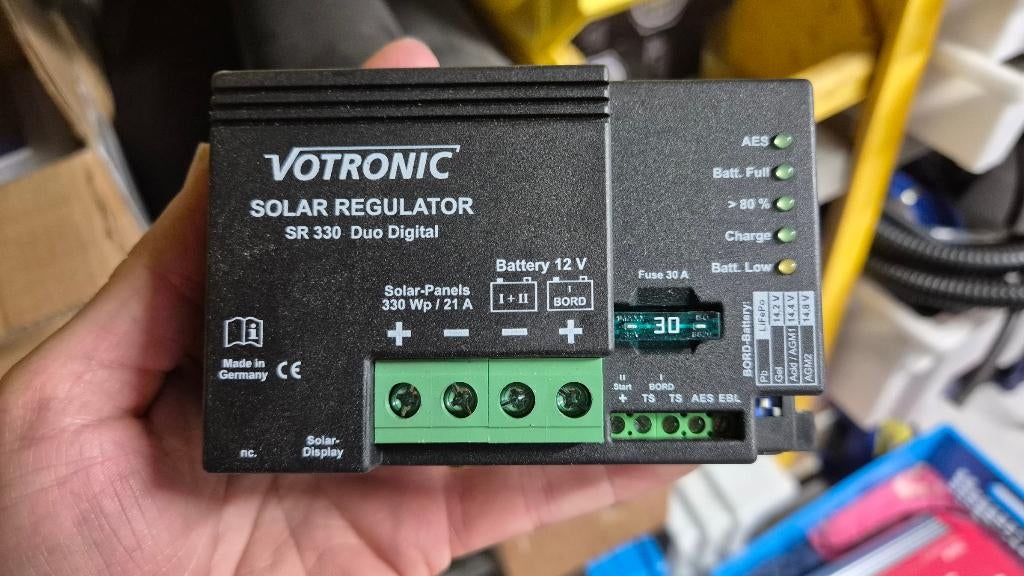 VOTRONIC
SOLAR REGULATOR
SR 330 Duo Digital
Solar-Panels
330 Wp / 21 A
+ −
Battery 12 V
I + II
I
BORD
− +
Made in
Germany
CE
nc.
Solar-
Display
AES
Batt. Full
> 80 %
Charge
Batt. Low
Fuse 30 A
30
II
Start
+
I
BORD
TS TS AES EBL
BORD-Battery:
Pb LiFePo
Gel 14.2 V
Acid / AGM1 14.4 V
AGM2 14.8 V